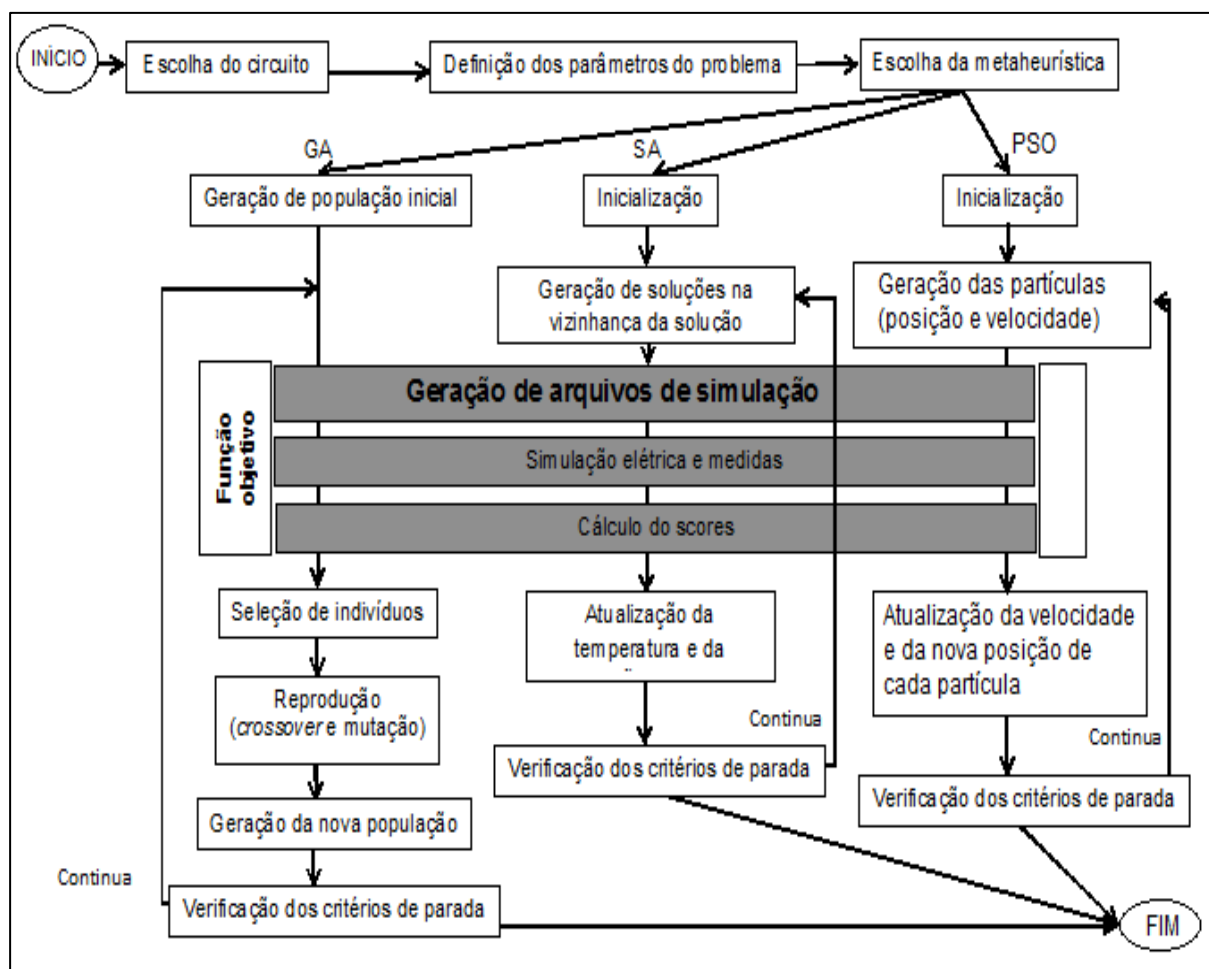 INÍCIO
Escolha do circuito
Definição dos parâmetros do problema
Escolha da metaheurística
GA
SA
PSO
Geração de população inicial
Inicialização
Inicialização
Geração de soluções na
vizinhança da solução
Geração das partículas
(posição e velocidade)
Função
objetivo
Geração de arquivos de simulação
Simulação elétrica e medidas
Cálculo do scores
Seleção de indivíduos
Reprodução
(crossover e mutação)
Geração da nova população
Continua
Verificação dos critérios de parada
Atualização da
temperatura e da
Continua
Verificação dos critérios de parada
Atualização da velocidade
e da nova posição de
cada partícula
Continua
Verificação dos critérios de parada
FIM